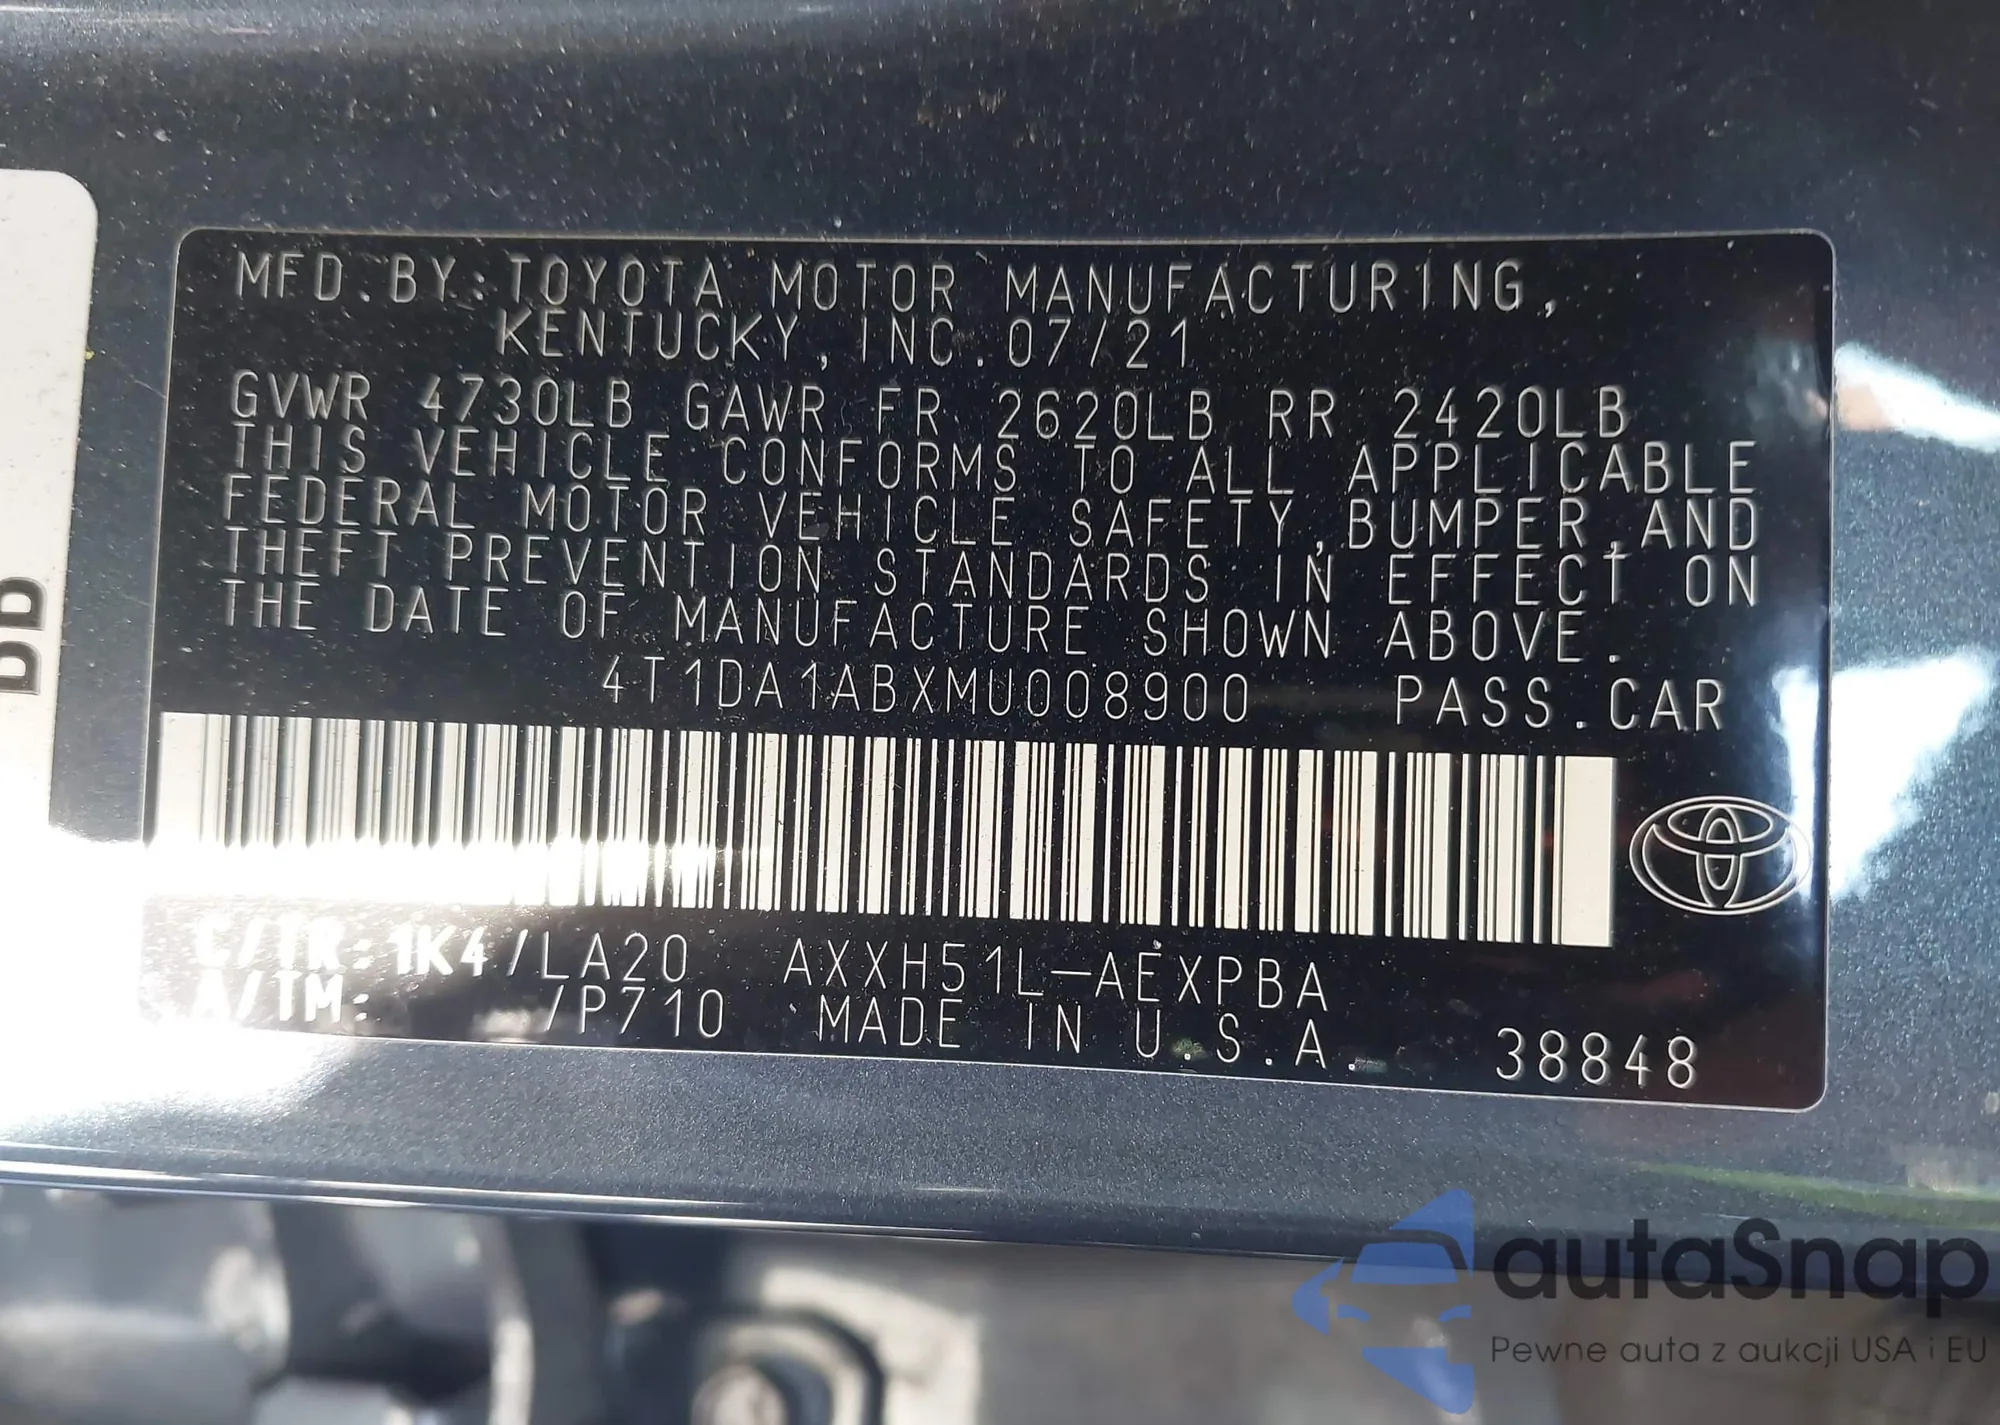 MFD.BY:TOYOTA MOTOR MANUFACTURING,
KENTUCKY, INC. 07/21
GVWR 4730LB GAWR FR 2620LB RR 2420LB
THIS VEHICLE CONFORMS TO ALL APPLICABLE
FEDERAL MOTOR VEHICLE SAFETY,BUMPER,AND
THEFT PREVENTION STANDARDS IN EFFECT ON
THE DATE OF MANUFACTURE SHOWN ABOVE.
4T1DA1ABXMU008900 PASS.CAR
C/TR:1K4/LA20 AXXH51L-AEXPBA
A/TM: /P710 MADE IN U.S.A. 38848
DD
autaSnap
Pewne auta z aukcji USA i EU